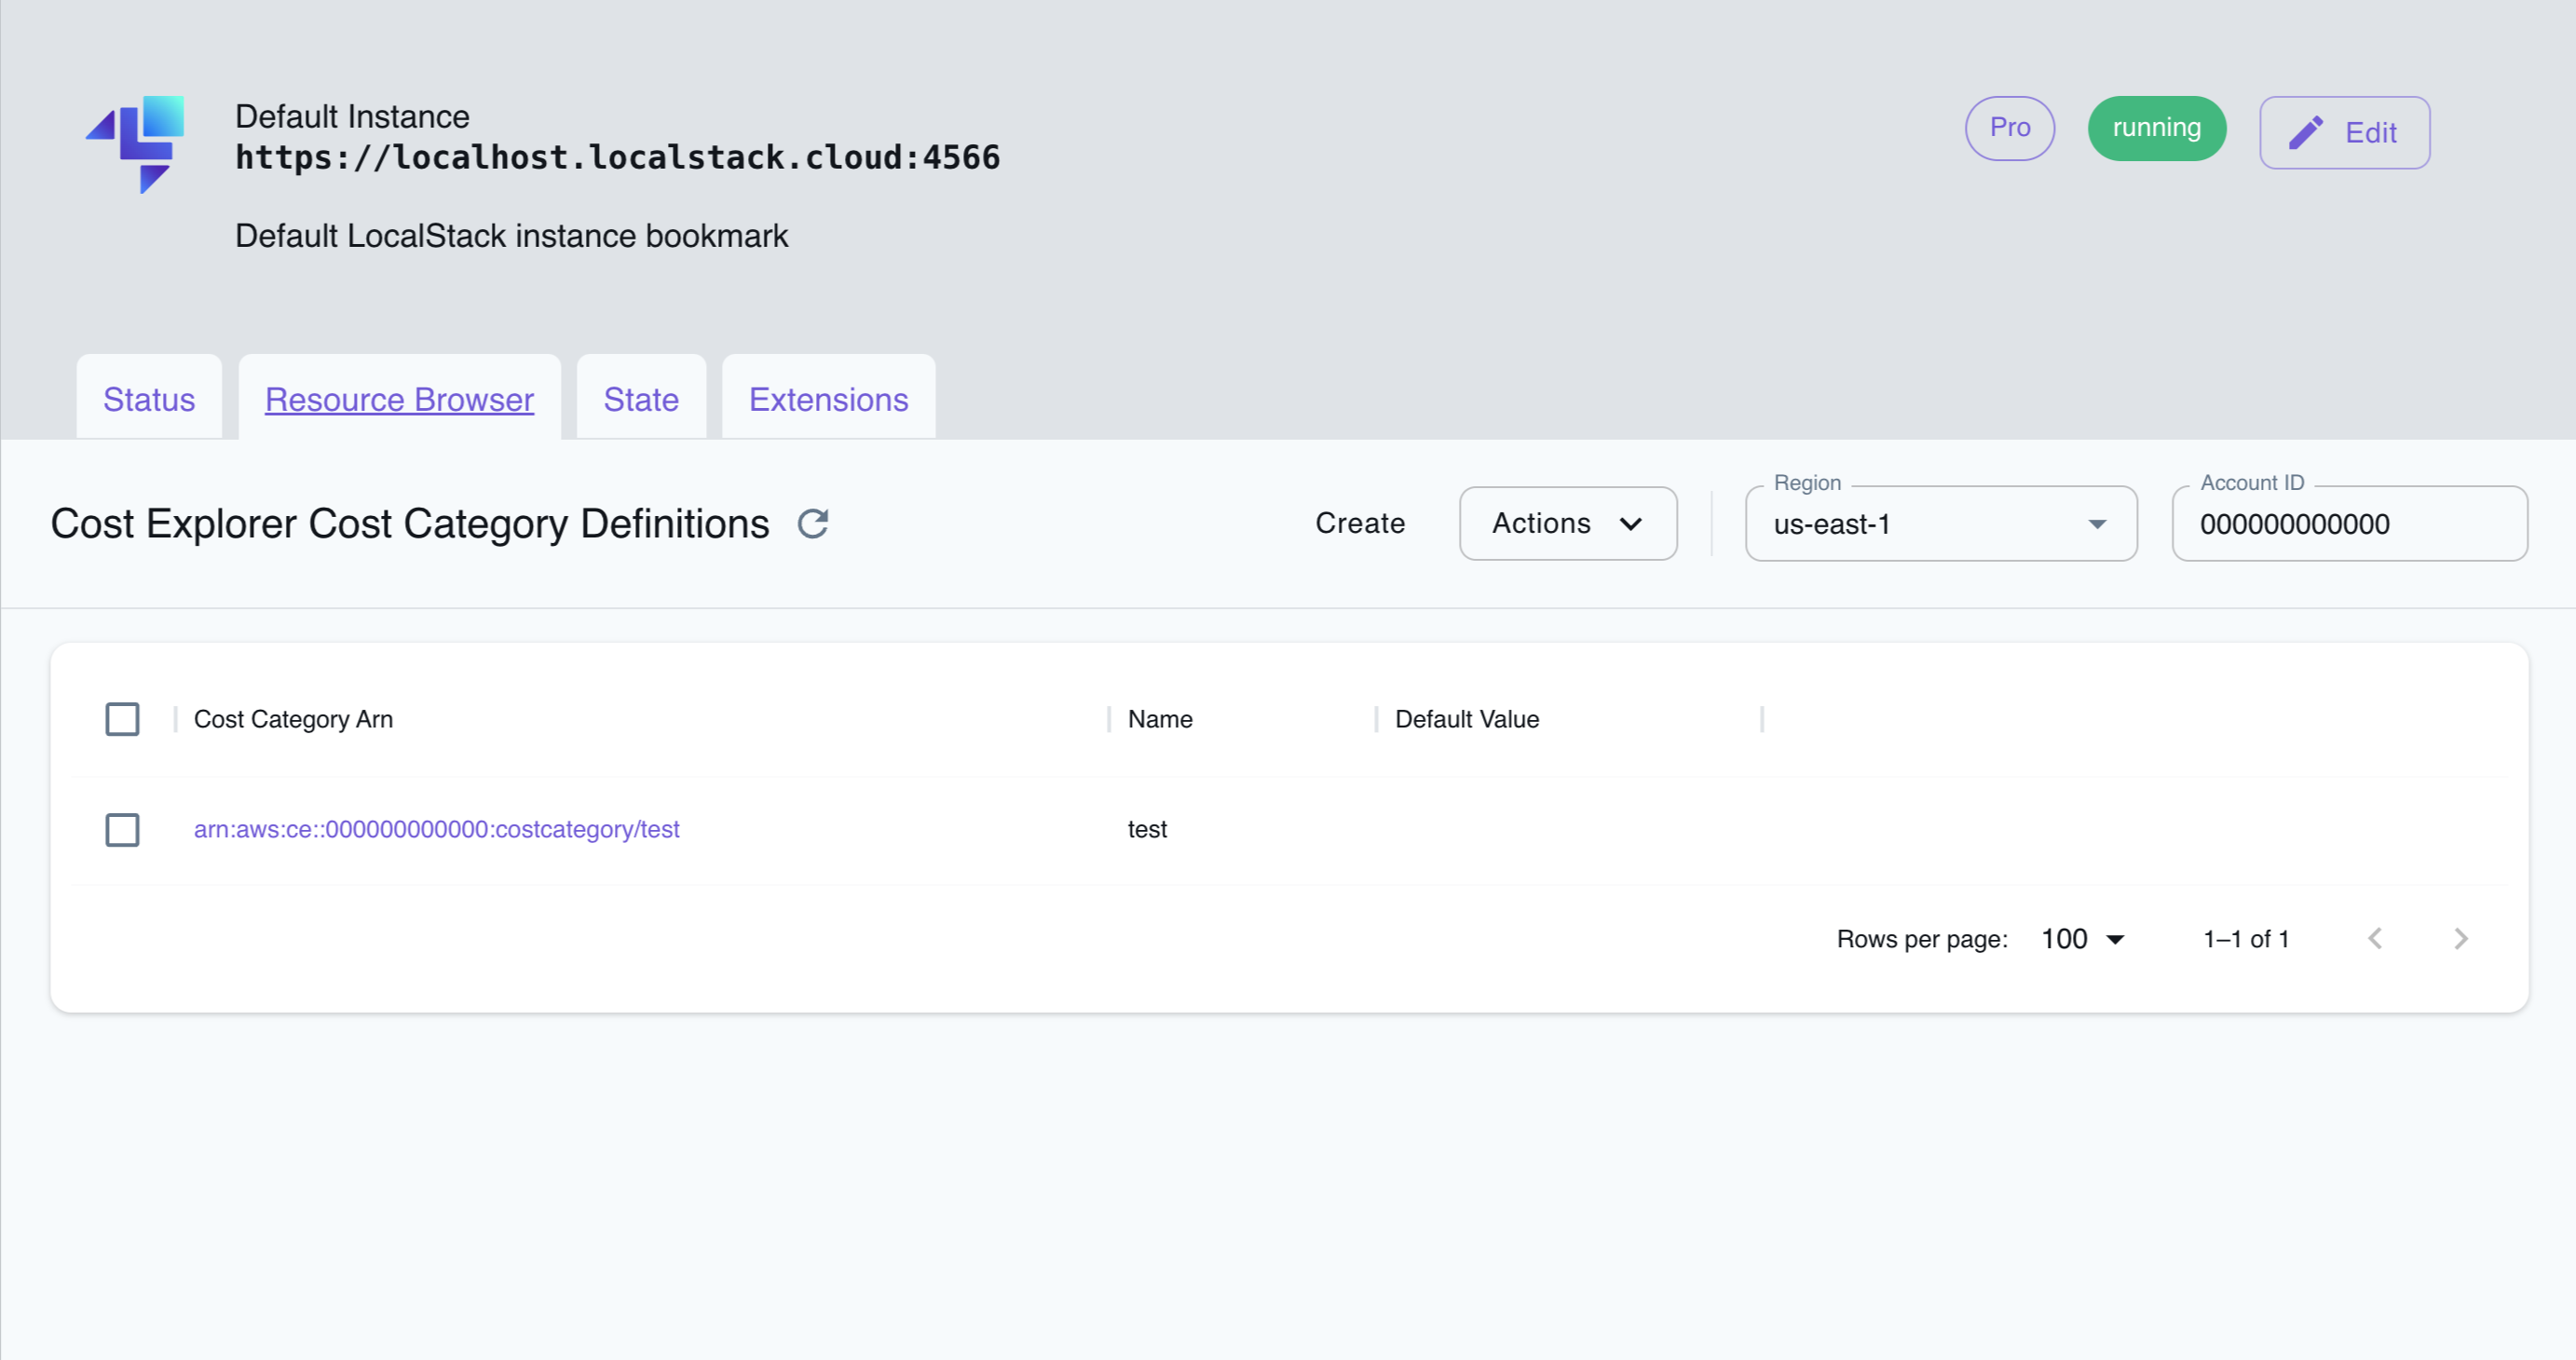 Default Instance
https://localhost.localstack.cloud:4566
Default LocalStack instance bookmark
Pro
running
Edit
Status
Resource Browser
State
Extensions
Cost Explorer Cost Category Definitions
Create
Actions
Region
us-east-1
Account ID
000000000000
Cost Category Arn
Name
Default Value
arn:aws:ce::000000000000:costcategory/test
test
Rows per page:
100
1–1 of 1